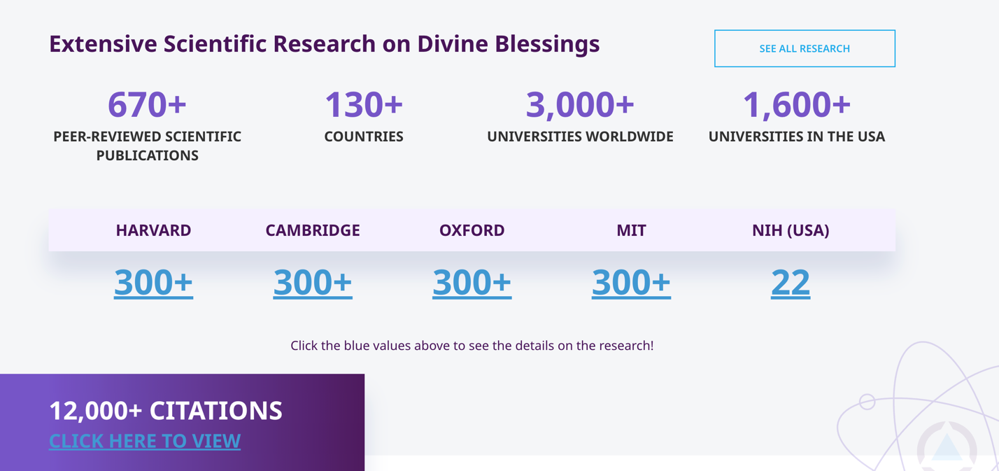 Extensive Scientific Research on Divine Blessings
SEE ALL RESEARCH
670+
PEER-REVIEWED SCIENTIFIC
PUBLICATIONS
130+
COUNTRIES
3,000+
UNIVERSITIES WORLDWIDE
1,600+
UNIVERSITIES IN THE USA
HARVARD
CAMBRIDGE
OXFORD
MIT
NIH (USA)
300+
300+
300+
300+
22
Click the blue values above to see the details on the research!
12,000+ CITATIONS
CLICK HERE TO VIEW